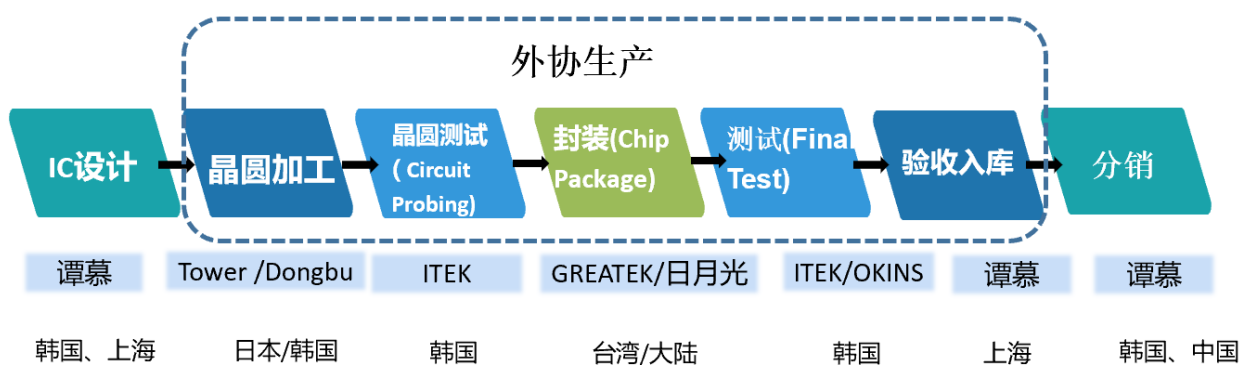 外协生产
IC设计
晶圆加工
晶圆测试
( Circuit
Probing)
封装(Chip
Package)
测试(Final
Test)
验收入库
分销
谭慕
Tower /Dongbu
ITEK
GREATEK/日月光
ITEK/OKINS
谭慕
谭慕
韩国、上海
日本/韩国
韩国
台湾/大陆
韩国
上海
韩国、中国